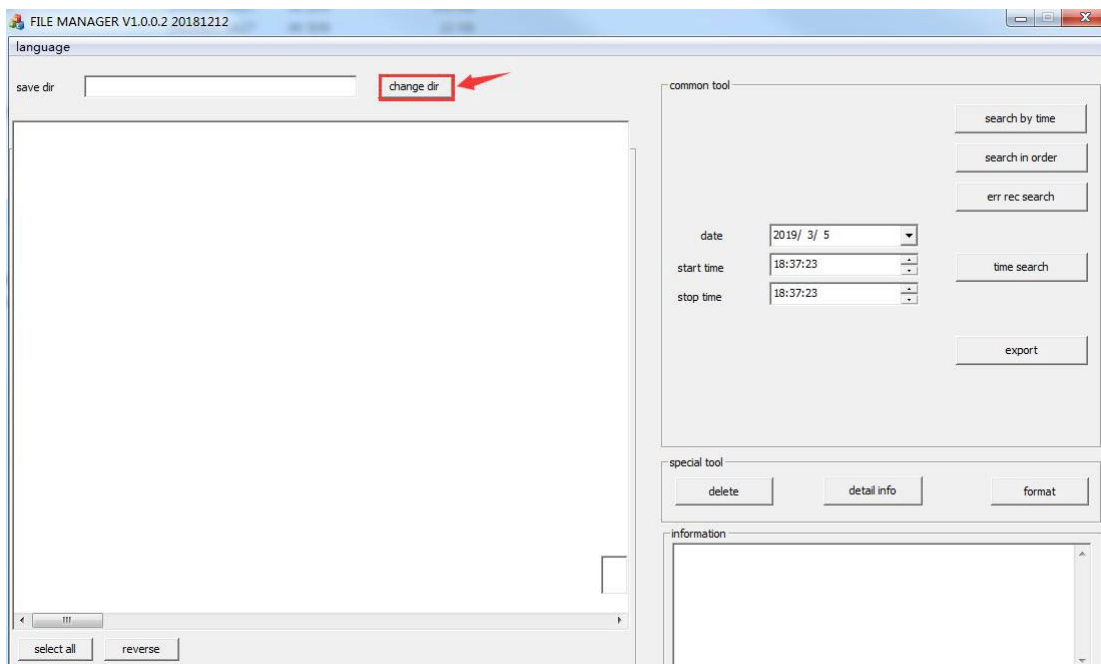 FILE MANAGER V1.0.0.2 20181212
language
save dir
change dir
common tool
search by time
search in order
err rec search
date
2019/ 3/ 5
start time
18:37:23
time search
stop time
18:37:23
export
special tool
delete
detail info
format
information
select all
reverse